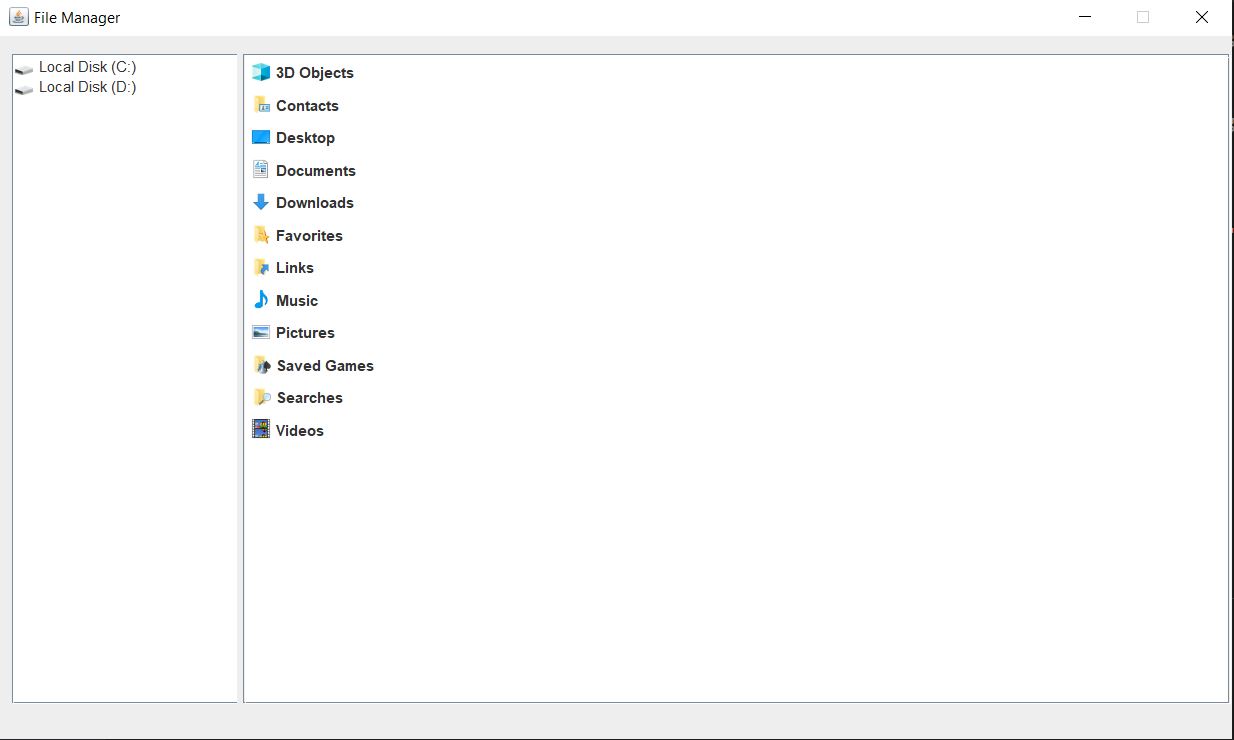 File Manager
Local Disk (C:)
Local Disk (D:)
3D Objects
Contacts
Desktop
Documents
Downloads
Favorites
Links
Music
Pictures
Saved Games
Searches
Videos